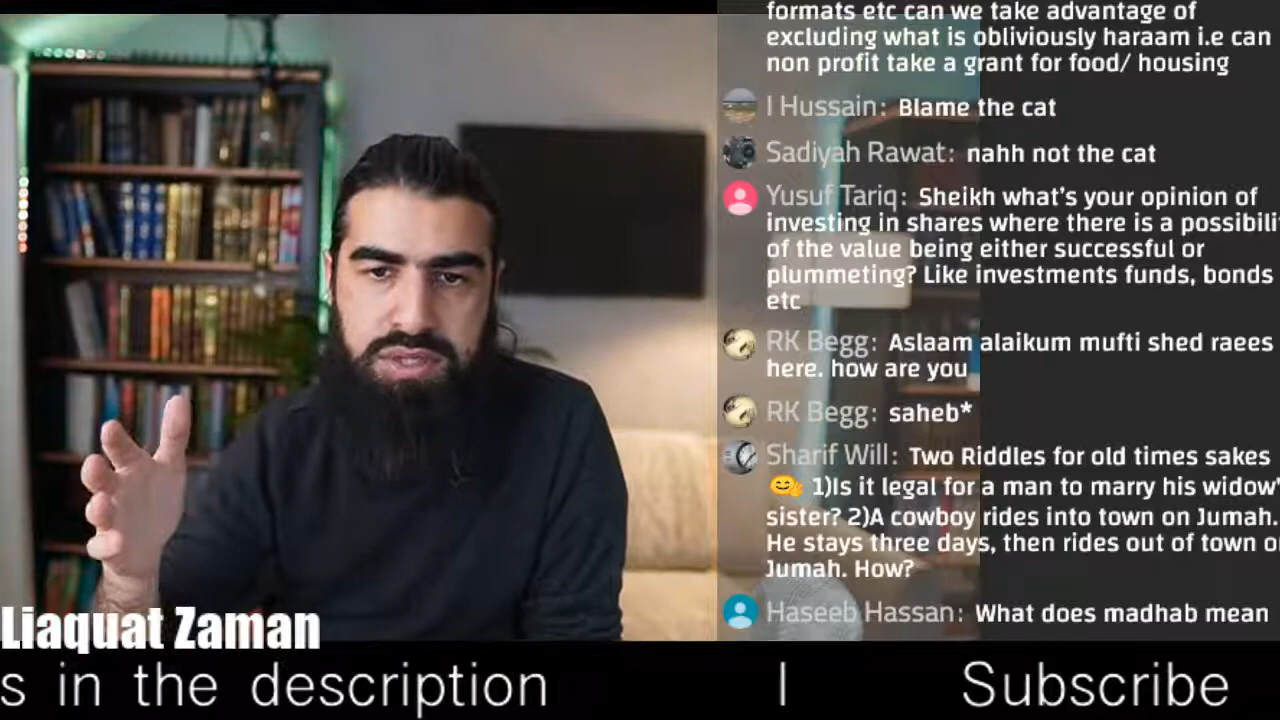 formats etc can we take advantage of
excluding what is obliviously haraam i.e can
non profit take a grant for food/ housing
I Hussain: Blame the cat
Sadiyah Rawat: nahh not the cat
Yusuf Tariq: Sheikh what's your opinion of
investing in shares where there is a possibili
of the value being either successful or
plummeting? Like investments funds, bonds
etc
RK Begg: Aslaam alaikum mufti shed raees
here. how are you
RK Begg: saheb*
Sharif Will: Two Riddles for old times sakes
🤗 1)Is it legal for a man to marry his widow'
sister? 2)A cowboy rides into town on Jumah.
He stays three days, then rides out of town o
Jumah. How?
Haseeb Hassan: What does madhab mean
Liaquat Zaman
s in the description | Subscribe